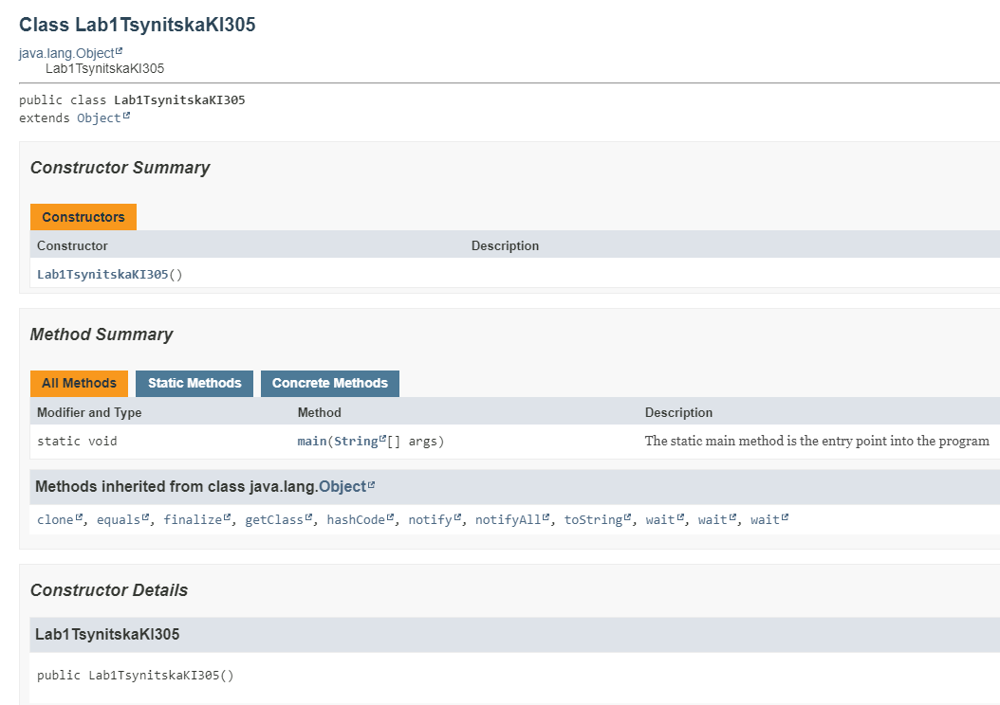 Class Lab1TsynitskaKI305
java.lang.Object
Lab1TsynitskaKI305
public class Lab1TsynitskaKI305
extends Object
Constructor Summary
Constructors
Constructor Description
Lab1TsynitskaKI305()
Method Summary
All Methods Static Methods Concrete Methods
Modifier and Type Method Description
static void main(String[] args) The static main method is the entry point into the program
Methods inherited from class java.lang.Object
clone, equals, finalize, getClass, hashCode, notify, notifyAll, toString, wait, wait, wait
Constructor Details
Lab1TsynitskaKI305
public Lab1TsynitskaKI305()